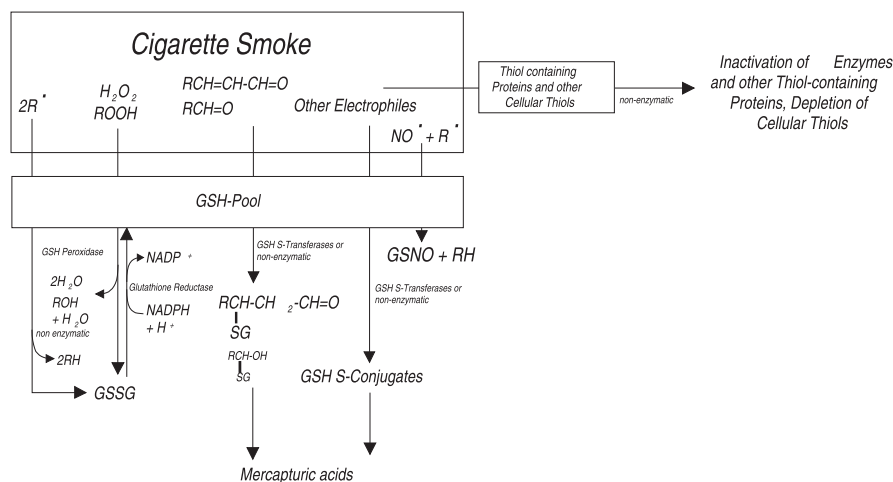 Cigarette Smoke
2R•
H2O2
ROOH
RCH=CH-CH=O
RCH=O
Other Electrophiles
NO• + R•
Thiol containing
Proteins and other
Cellular Thiols
non-enzymatic
Inactivation of Enzymes
and other Thiol-containing
Proteins, Depletion of
Cellular Thiols
GSH-Pool
GSH Peroxidase
2H2O
ROH
+ H2O
non enzymatic
2RH
GSSG
NADP +
Glutathione Reductase
NADPH
+ H+
GSH S-Transferases or
non-enzymatic
RCH-CH 2-CH=O
SG
RCH-OH
SG
GSH S-Transferases or
non-enzymatic
GSNO + RH
GSH S-Conjugates
Mercapturic acids